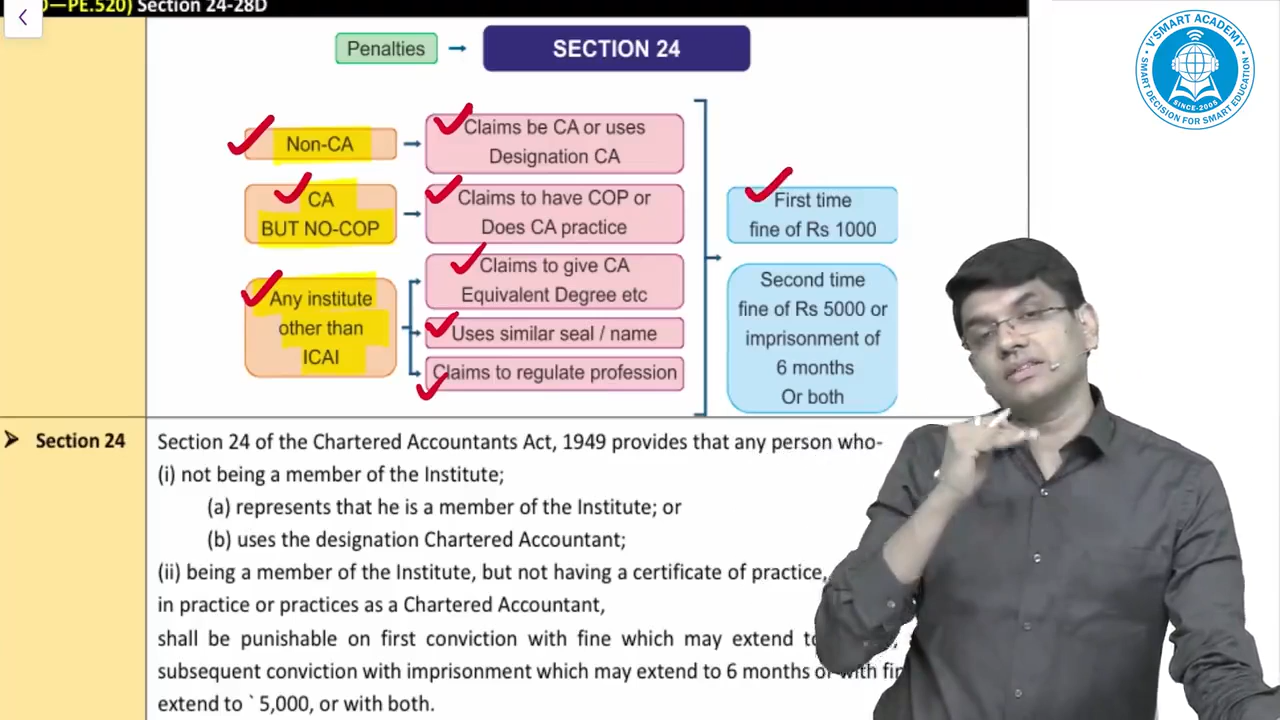 D—PE.520) Section 24-28D
Penalties
SECTION 24
Non-CA
Claims be CA or uses
Designation CA
CA
BUT NO-COP
Claims to have COP or
Does CA practice
Any institute
other than
ICAI
Claims to give CA
Equivalent Degree etc
Uses similar seal / name
Claims to regulate profession
First time
fine of Rs 1000
Second time
fine of Rs 5000 or
imprisonment of
6 months
Or both
V'SMART ACADEMY
SINCE-2005
SMART DECISION FOR SMART EDUCATION
➤ Section 24
Section 24 of the Chartered Accountants Act, 1949 provides that any person who-
(i) not being a member of the Institute;
(a) represents that he is a member of the Institute; or
(b) uses the designation Chartered Accountant;
(ii) being a member of the Institute, but not having a certificate of practice,
in practice or practices as a Chartered Accountant,
shall be punishable on first conviction with fine which may extend
subsequent conviction with imprisonment which may extend to 6 months or with
extend to ` 5,000, or with both.